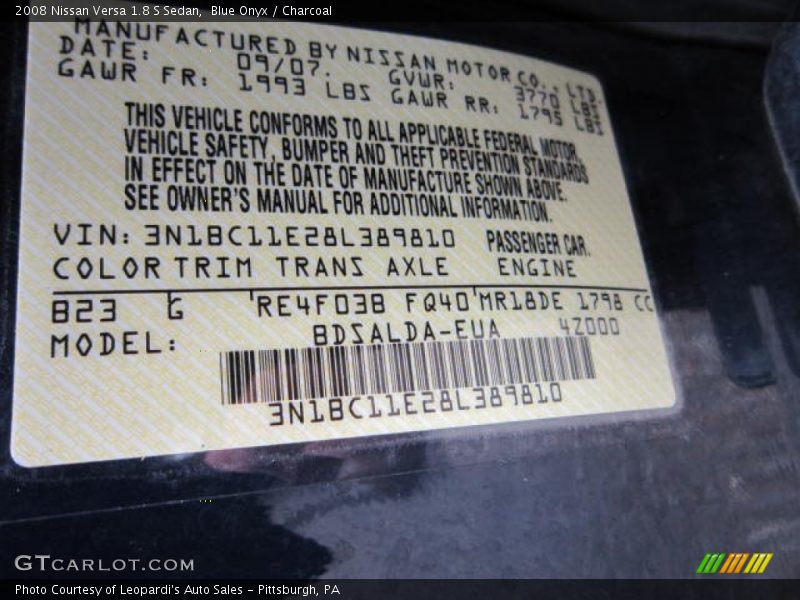 2008 Nissan Versa 1.8 S Sedan,  Blue Onyx / Charcoal
MANUFACTURED BY NISSAN MOTOR CO., LTD.
DATE: 09/07. GVWR: 3770 LBS
GAWR FR: 1993 LBS GAWR RR: 1795 LBS
THIS VEHICLE CONFORMS TO ALL APPLICABLE FEDERAL MOTOR
VEHICLE SAFETY, BUMPER AND THEFT PREVENTION STANDARDS
IN EFFECT ON THE DATE OF MANUFACTURE SHOWN ABOVE.
SEE OWNER'S MANUAL FOR ADDITIONAL INFORMATION.
VIN: 3N1BC11E28L389810 PASSENGER CAR.
COLOR TRIM TRANS AXLE ENGINE
B23 G RE4F03B FQ40 MR18DE 1798 CC
MODEL: BDSALDA-EUA 4Z000
3N1BC11E28L389810
GTCARLOT.COM
Photo Courtesy of Leopardi's Auto Sales - Pittsburgh, PA